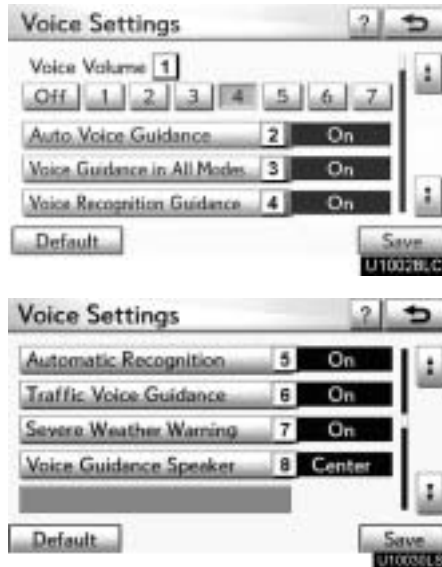 Voice Settings ?
Voice Volume 1
Off 1 2 3 4 5 6 7
Auto Voice Guidance 2 On
Voice Guidance in All Modes 3 On
Voice Recognition Guidance 4 On
Default Save
U10028LC
Voice Settings ?
Automatic Recognition 5 On
Traffic Voice Guidance 6 On
Severe Weather Warning 7 On
Voice Guidance Speaker 8 Center
Default Save